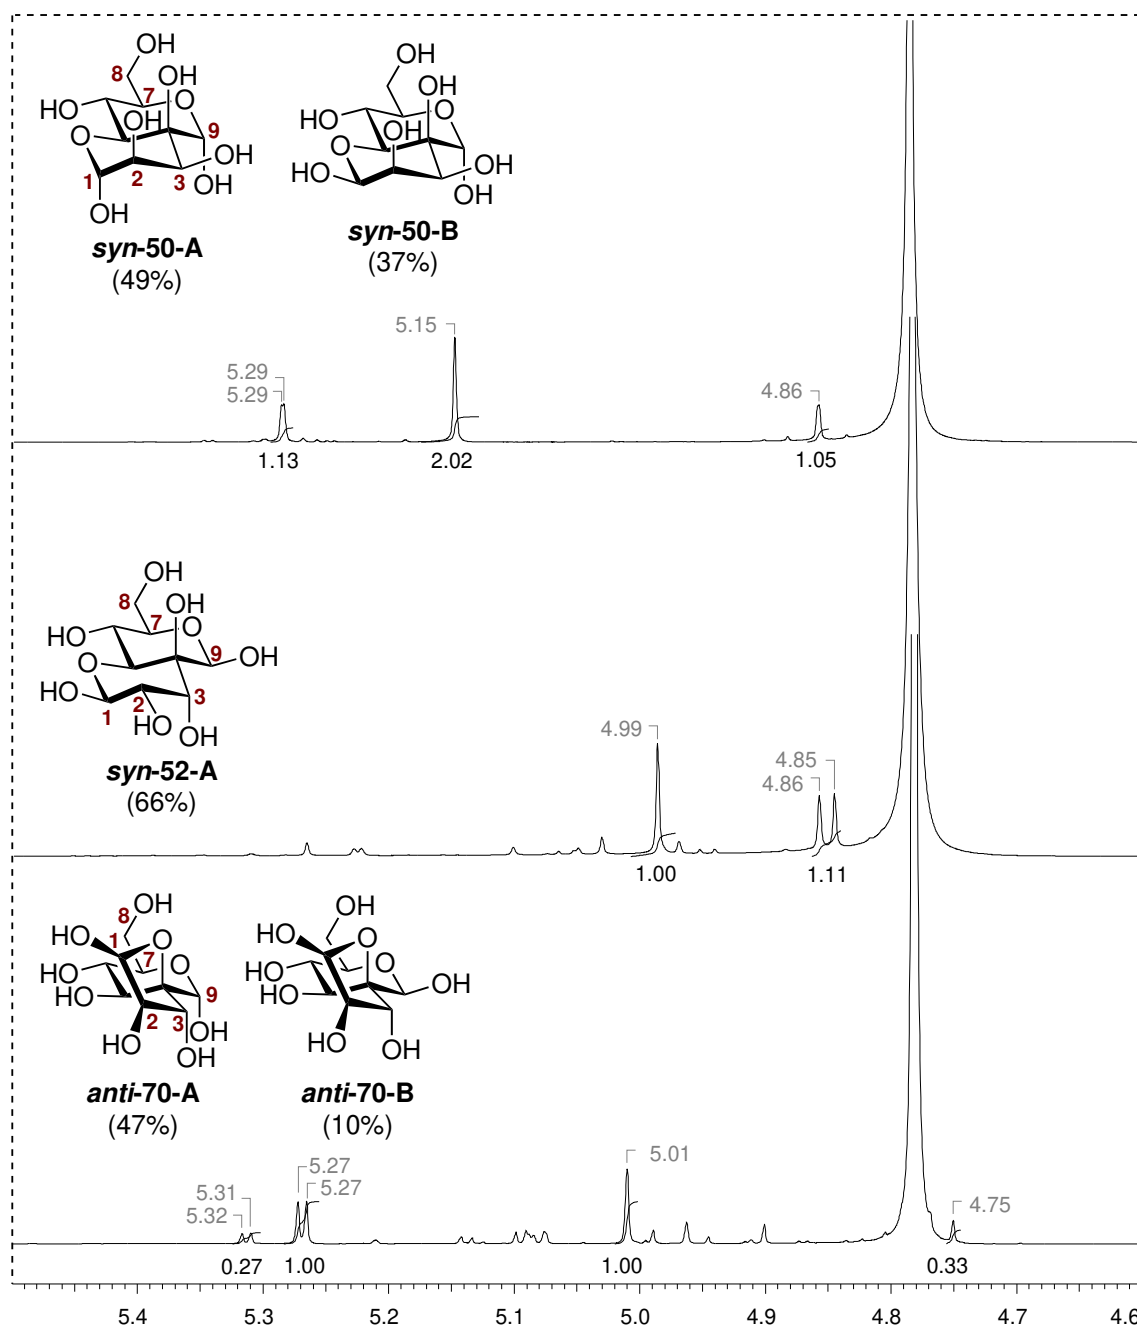 OH
8
OH
7
HO
O
OH
9
O
OH
1
2
3
OH
OH
syn-50-A
(49%)
OH
OH
O
HO
OH
O
OH
HO
OH
syn-50-B
(37%)
5.29
5.29
5.15
4.86
1.13
2.02
1.05
OH
8
OH
7
O
HO
9
OH
O
HO
1
2
3
HO
OH
syn-52-A
(66%)
4.99
4.85
4.86
1.00
1.11
8
OH
HO
1
O
7
O
HO
HO
9
2
3
OH
HO
OH
anti-70-A
(47%)
OH
HO
O
O
HO
HO
OH
HO
OH
anti-70-B
(10%)
5.31
5.32
5.27
5.27
5.01
4.75
0.27
1.00
1.00
0.33
5.4
5.3
5.2
5.1
5.0
4.9
4.8
4.7
4.6